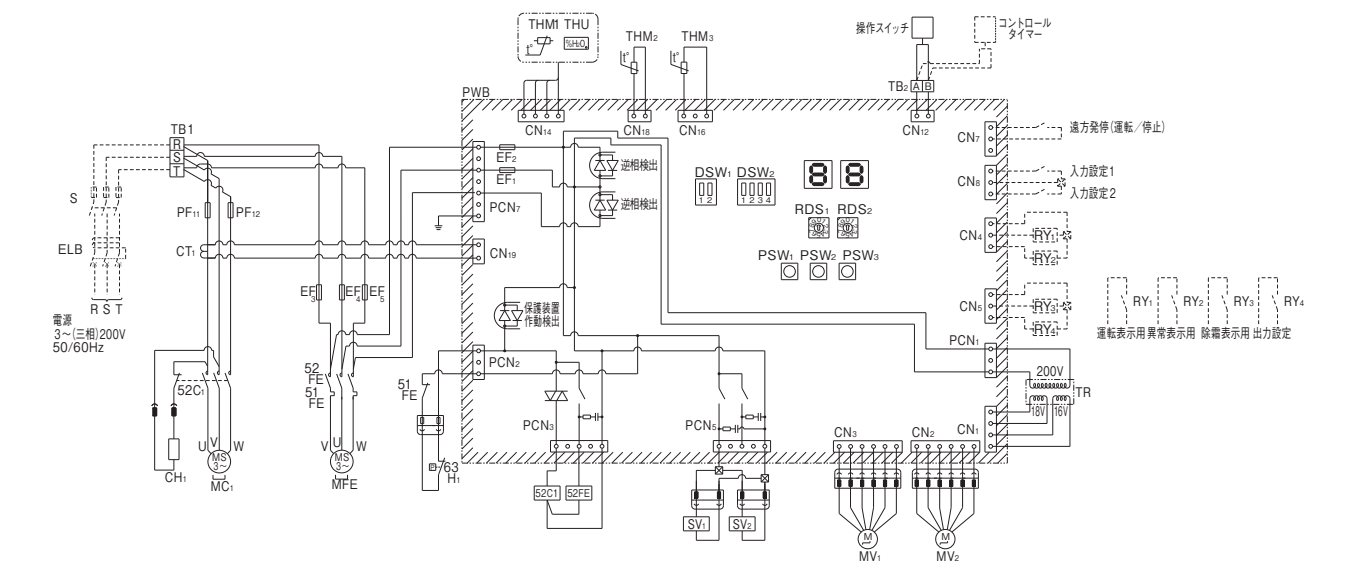 THM1 THU
t°
%H₂O
THM₂
t°
THM₃
t°
操作スイッチ
コントロール
タイマー
TB₂ A B
PWB
CN₁₄
CN₁₈
CN₁₆
CN₁₂
CN₇
遠方発停(運転/停止)
TB1
R
S
T
EF₂
EF₁
逆相検出
逆相検出
PCN₇
DSW₁ DSW₂
1 2
1 2 3 4
8 8
CN₈
入力設定1
入力設定2
S
PF₁₁
PF₁₂
RDS₁ RDS₂
CN₄
RY₁
RY₂
ELB
CT₁
CN₁₉
PSW₁ PSW₂ PSW₃
R S T
電源
3~(三相)200V
50/60Hz
EF₃
EF₄
EF₅
保護装置
作動検出
CN₅
RY₃
RY₄
RY₁ RY₂ RY₃ RY₄
運転表示用 異常表示用 除霜表示用 出力設定
PCN₁
PCN₂
52C₁
52
FE
51
FE
51
FE
200V
TR
18V 16V
PCN₃
PCN₅
CN₃
CN₂
CN₁
U V W
V U W
MS
3~
MS
3~
CH₁
MC₁
MFE
P
63
H₁
52C1 52FE
SV₁ SV₂
M
M
MV₁
MV₂